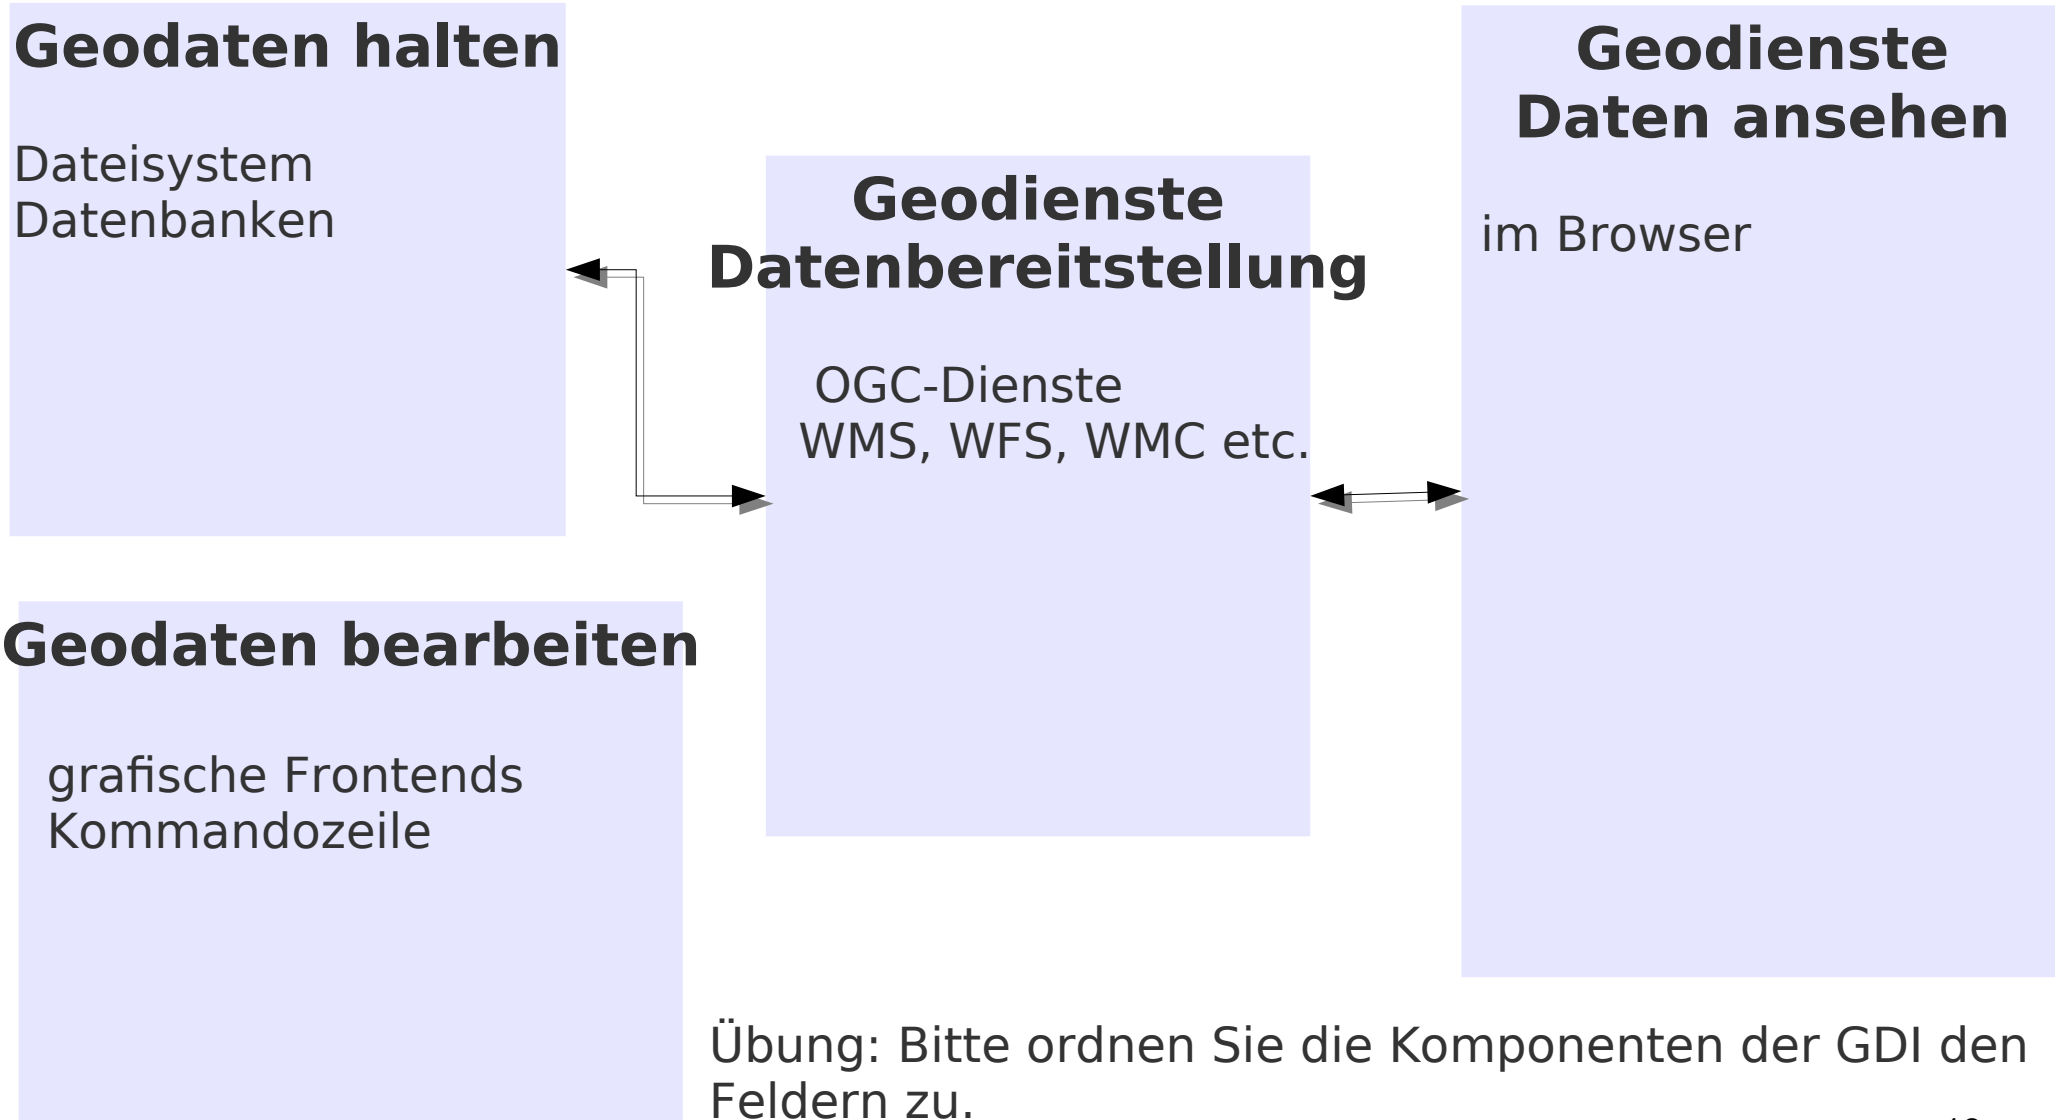 Geodaten halten
Dateisystem
Datenbanken
Geodienste
Datenbereitstellung
OGC-Dienste
WMS, WFS, WMC etc.
Geodienste
Daten ansehen
im Browser
Geodaten bearbeiten
grafische Frontends
Kommandozeile
Übung: Bitte ordnen Sie die Komponenten der GDI den
Feldern zu.